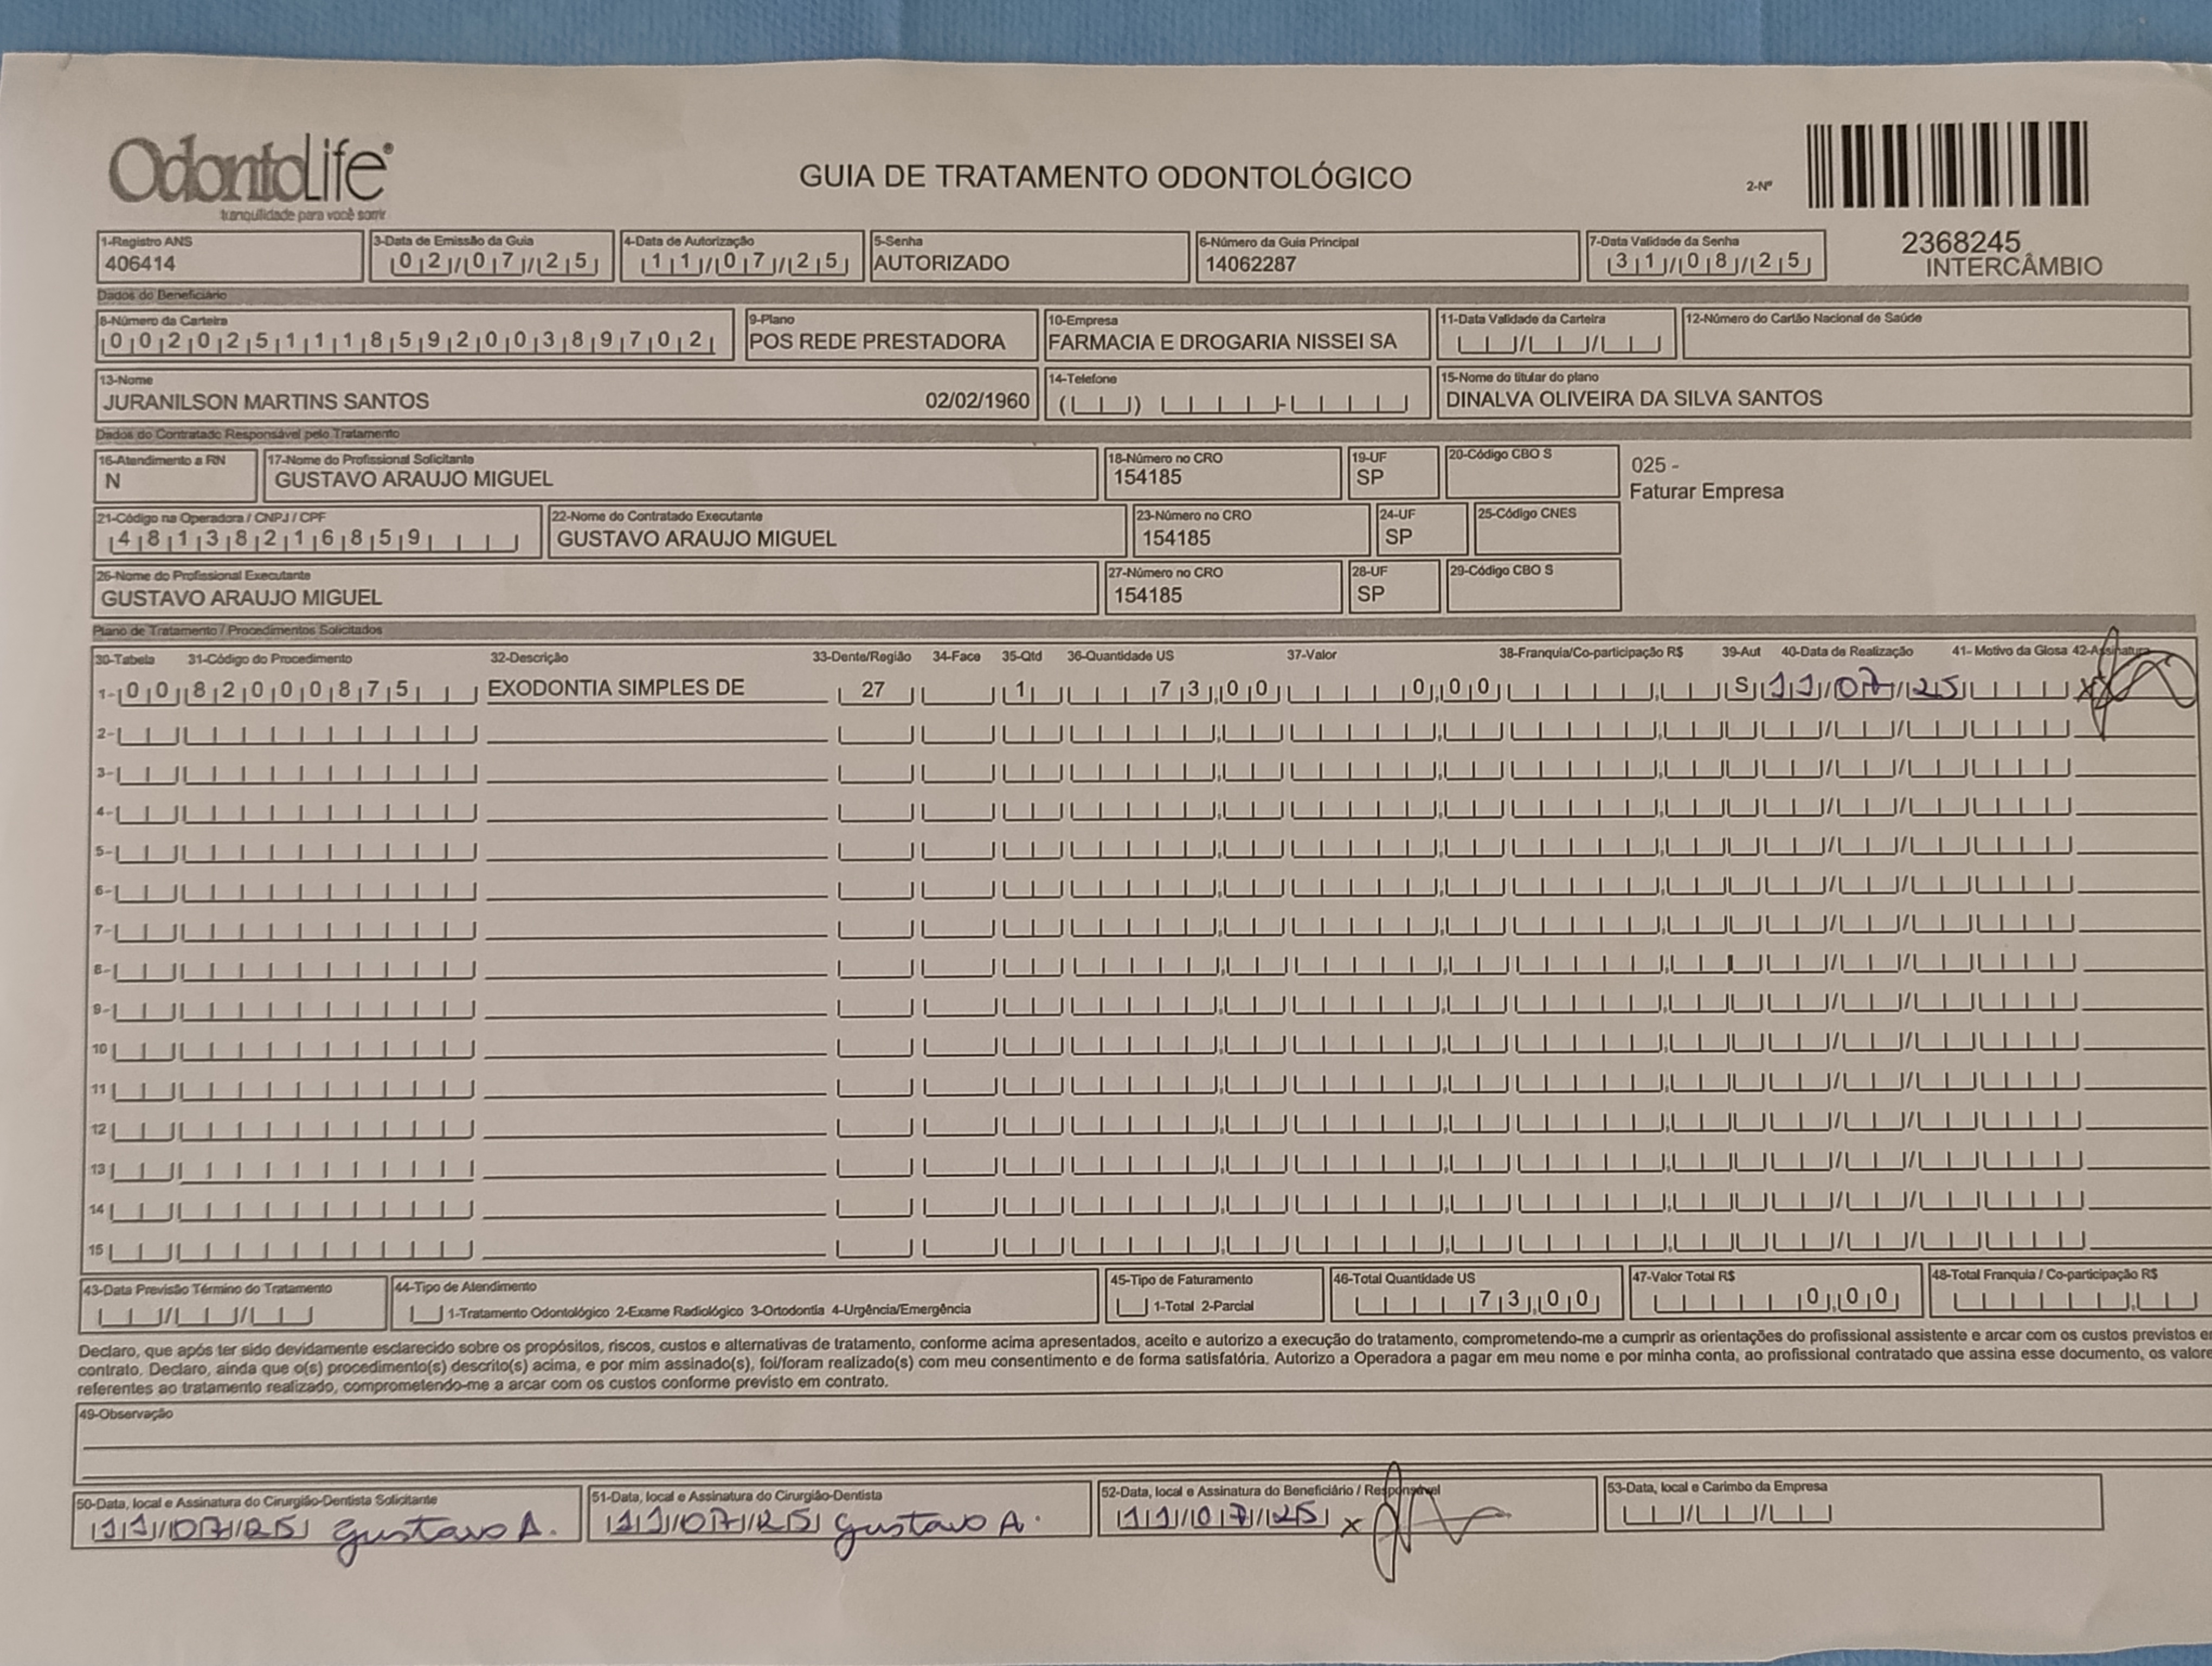 OdontoLife®
tranquilidade para você sorrir
GUIA DE TRATAMENTO ODONTOLÓGICO
2-Nº
2368245
INTERCÂMBIO
1-Registro ANS
406414
3-Data de Emissão da Guia
02/07/25
4-Data de Autorização
11/07/25
5-Senha
AUTORIZADO
6-Número da Guia Principal
14062287
7-Data Validade da Senha
31/08/25
Dados do Beneficiário
8-Número da Carteira
002025111859200389702
9-Plano
POS REDE PRESTADORA
10-Empresa
FARMACIA E DROGARIA NISSEI SA
11-Data Validade da Carteira
12-Número do Cartão Nacional de Saúde
13-Nome
JURANILSON MARTINS SANTOS 02/02/1960
14-Telefone
15-Nome do titular do plano
DINALVA OLIVEIRA DA SILVA SANTOS
Dados do Contratado Responsável pelo Tratamento
16-Atendimento a RN
N
17-Nome do Profissional Solicitante
GUSTAVO ARAUJO MIGUEL
18-Número no CRO
154185
19-UF
SP
20-Código CBO S
025 -
Faturar Empresa
21-Código na Operadora / CNPJ / CPF
48138216859
22-Nome do Contratado Executante
GUSTAVO ARAUJO MIGUEL
23-Número no CRO
154185
24-UF
SP
25-Código CNES
26-Nome do Profissional Executante
GUSTAVO ARAUJO MIGUEL
27-Número no CRO
154185
28-UF
SP
29-Código CBO S
Plano de Tratamento / Procedimentos Solicitados
30-Tabela 31-Código do Procedimento 32-Descrição 33-Dente/Região 34-Face 35-Qtd 36-Quantidade US 37-Valor 38-Franquia/Co-participação R$ 39-Aut 40-Data de Realização 41- Motivo da Glosa 42-Assinatura
1- 00 82000875 EXODONTIA SIMPLES DE 27 1 73,00 0,00 S 11/07/25 x
2-
3-
4-
5-
6-
7-
8-
9-
10
11
12
13
14
15
43-Data Previsão Término do Tratamento
44-Tipo de Atendimento
1-Tratamento Odontológico 2-Exame Radiológico 3-Ortodontia 4-Urgência/Emergência
45-Tipo de Faturamento
1-Total 2-Parcial
46-Total Quantidade US
73,00
47-Valor Total R$
0,00
48-Total Franquia / Co-participação R$
Declaro, que após ter sido devidamente esclarecido sobre os propósitos, riscos, custos e alternativas de tratamento, conforme acima apresentados, aceito e autorizo a execução do tratamento, comprometendo-me a cumprir as orientações do profissional assistente e arcar com os custos previstos e
contrato. Declaro, ainda que o(s) procedimento(s) descrito(s) acima, e por mim assinado(s), foi/foram realizado(s) com meu consentimento e de forma satisfatória. Autorizo a Operadora a pagar em meu nome e por minha conta, ao profissional contratado que assina esse documento, os valore
referentes ao tratamento realizado, comprometendo-me a arcar com os custos conforme previsto em contrato.
49-Observação
50-Data, local e Assinatura do Cirurgião-Dentista Solicitante
11/07/25 Gustavo A.
51-Data, local e Assinatura do Cirurgião-Dentista
11/07/25 Gustavo A.
52-Data, local e Assinatura do Beneficiário / Responsável
11/07/25 x
53-Data, local e Carimbo da Empresa